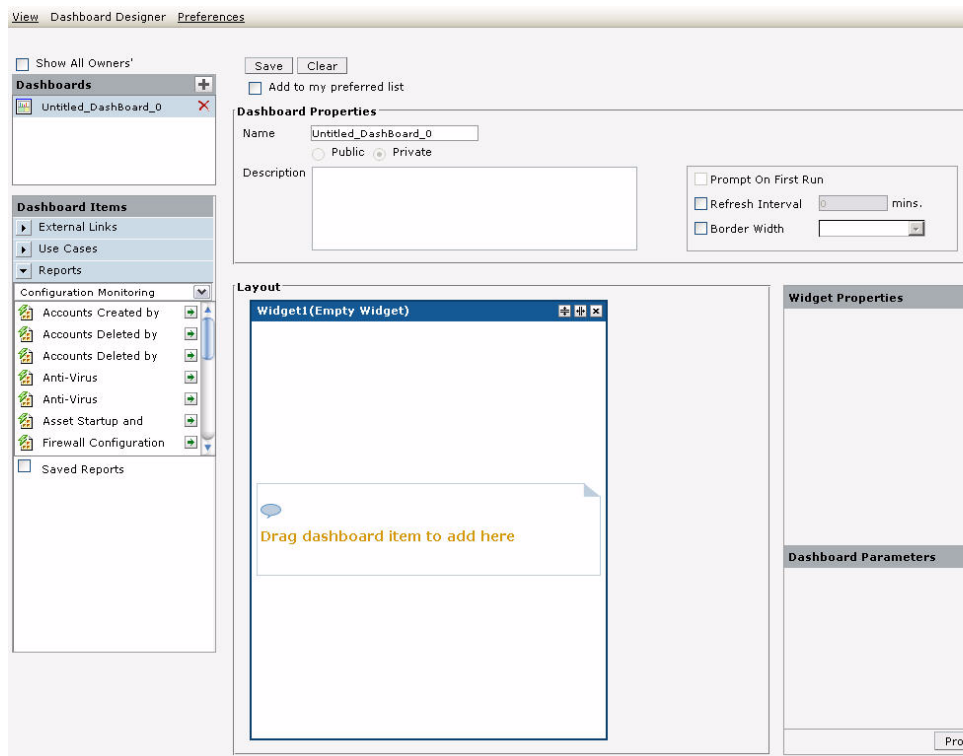 View Dashboard Designer Preferences
Show All Owners'
Dashboards
Untitled_DashBoard_0
Dashboard Items
External Links
Use Cases
Reports
Configuration Monitoring
Accounts Created by
Accounts Deleted by
Accounts Deleted by
Anti-Virus
Anti-Virus
Asset Startup and
Firewall Configuration
Saved Reports
Save Clear
Add to my preferred list
Dashboard Properties
Name Untitled_DashBoard_0
Public Private
Description
Prompt On First Run
Refresh Interval 0 mins.
Border Width
Layout
Widget1(Empty Widget)
Drag dashboard item to add here
Widget Properties
Dashboard Parameters
Pro